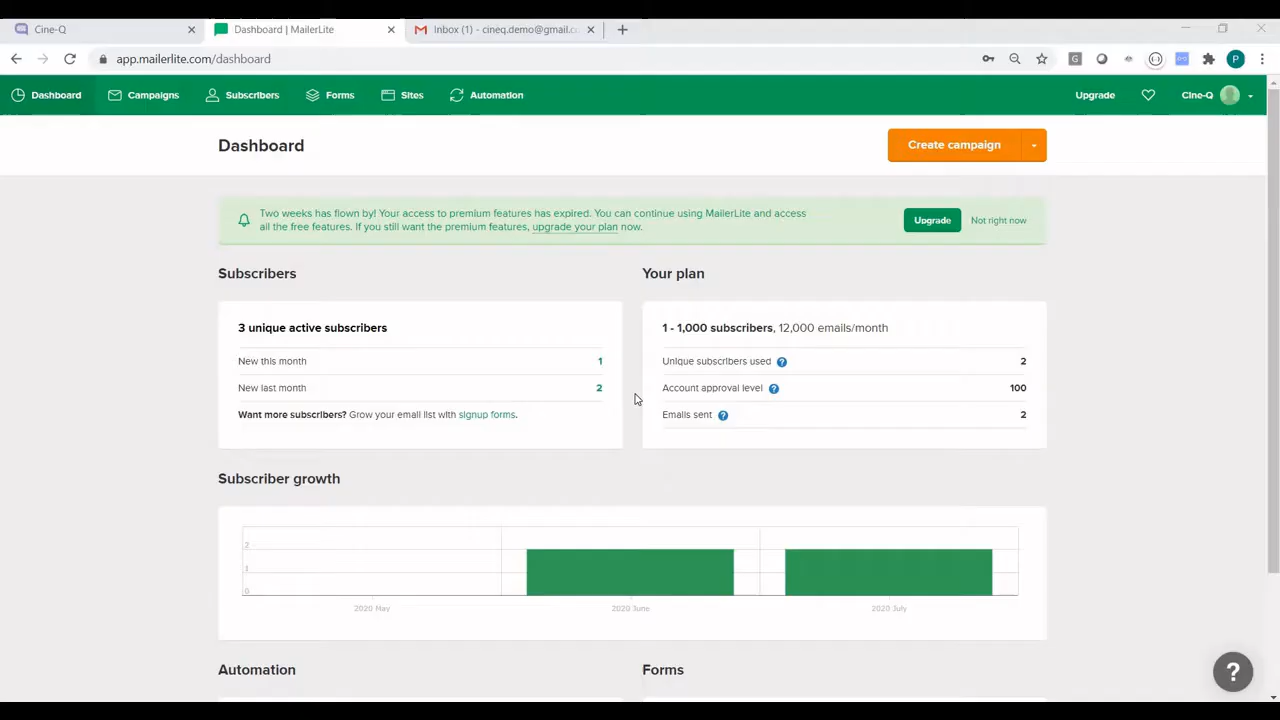 Cine-Q
Dashboard | MailerLite
Inbox (1) - cineq.demo@gmail.co
app.mailerlite.com/dashboard
G
P
Dashboard
Campaigns
Subscribers
Forms
Sites
Automation
Upgrade
Cine-Q
Dashboard
Create campaign
Two weeks has flown by! Your access to premium features has expired. You can continue using MailerLite and access
all the free features. If you still want the premium features, upgrade your plan now.
Upgrade
Not right now
Subscribers
3 unique active subscribers
New this month 1
New last month 2
Want more subscribers? Grow your email list with signup forms.
Your plan
1 - 1,000 subscribers, 12,000 emails/month
Unique subscribers used ? 2
Account approval level ? 100
Emails sent ? 2
Subscriber growth
2
1
0
2020 May
2020 June
2020 July
Automation
Forms
?